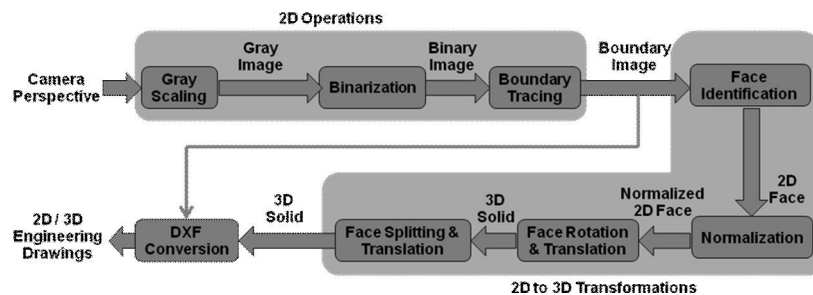 2D Operations
Camera
Perspective
Gray
Scaling
Gray
Image
Binarization
Binary
Image
Boundary
Tracing
Boundary
Image
Face
Identification
2D
Face
Normalization
Normalized
2D Face
Face Rotation
& Translation
3D
Solid
Face Splitting &
Translation
3D
Solid
DXF
Conversion
2D / 3D
Engineering
Drawings
2D to 3D Transformations